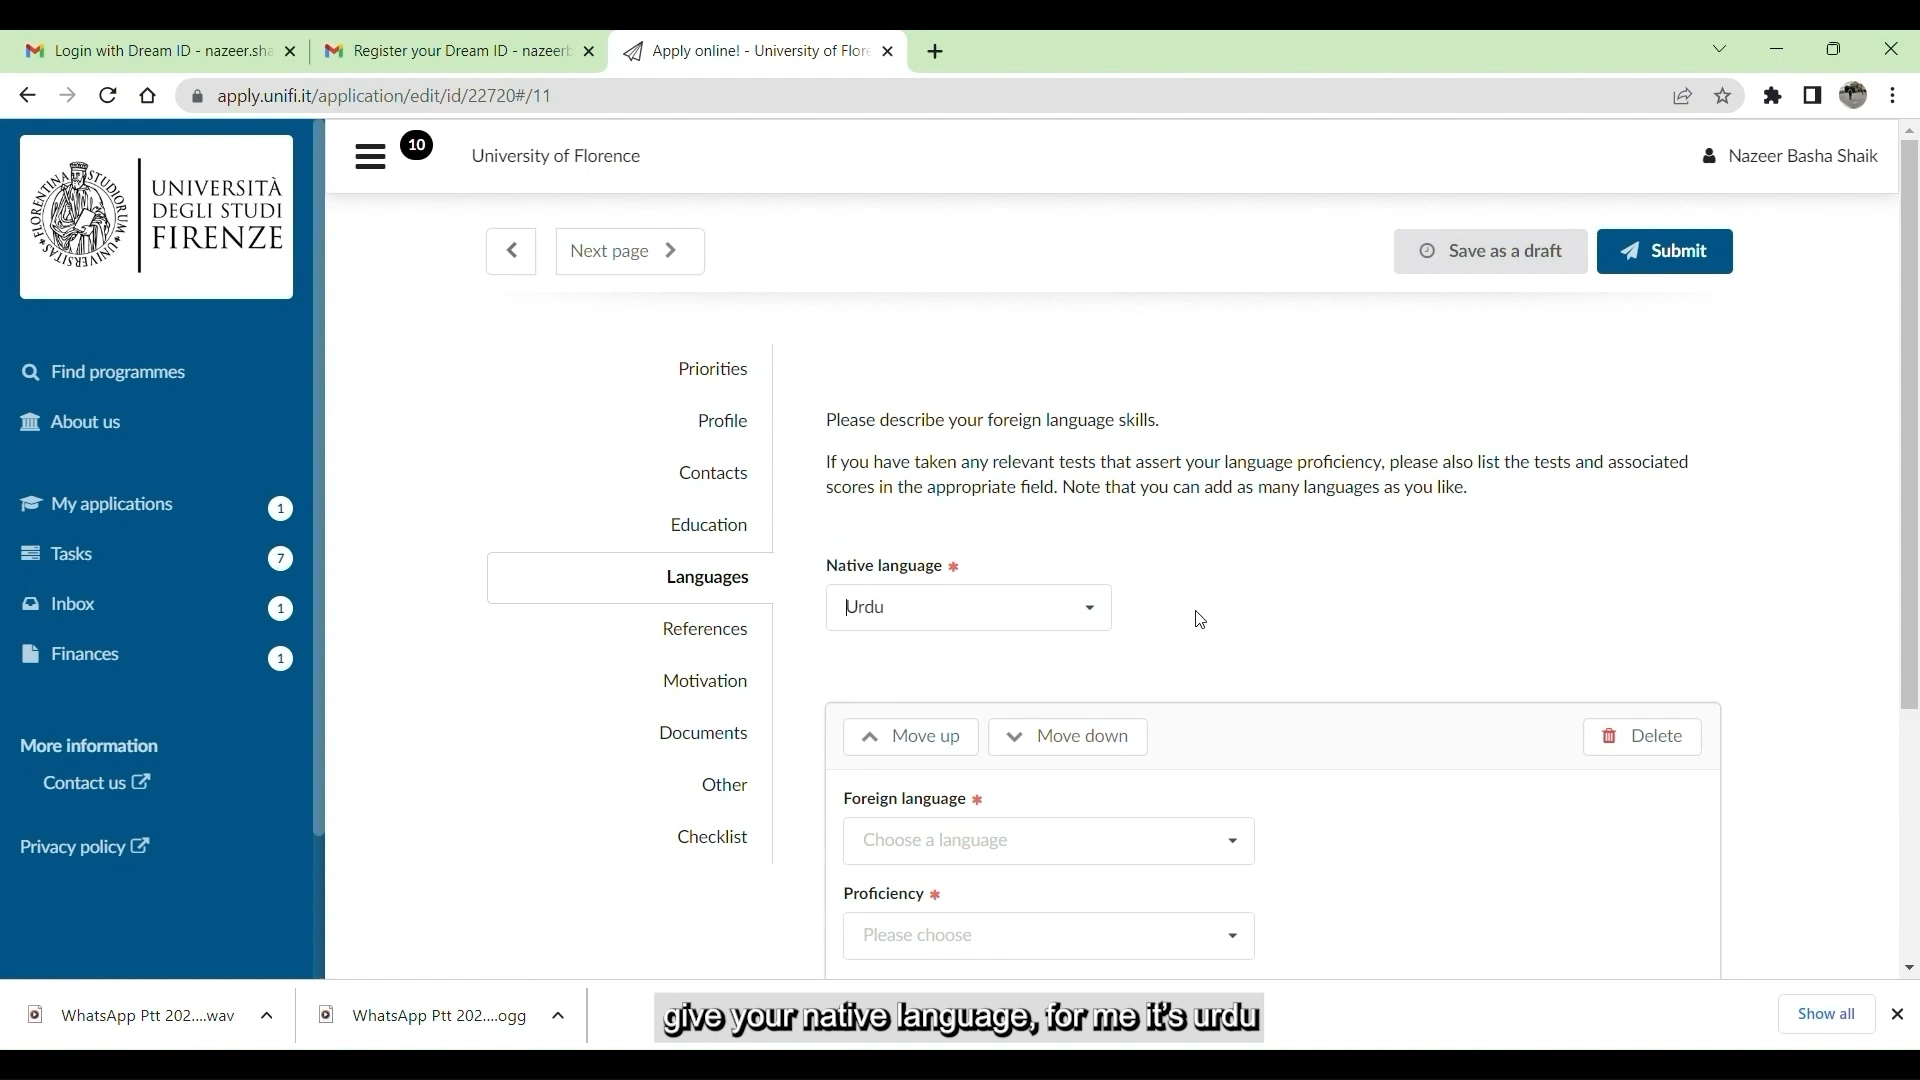 Login with Dream ID - nazeer.sha
Register your Dream ID - nazeerb
Apply online! - University of Flore
apply.unifi.it/application/edit/id/22720#/11
UNIVERSITÀ
DEGLI STUDI
FIRENZE
10
University of Florence
Nazeer Basha Shaik
Next page
Save as a draft
Submit
Find programmes
About us
My applications 1
Tasks 7
Inbox 1
Finances 1
More information
Contact us
Privacy policy
Priorities
Profile
Contacts
Education
Languages
References
Motivation
Documents
Other
Checklist
Please describe your foreign language skills.
If you have taken any relevant tests that assert your language proficiency, please also list the tests and associated
scores in the appropriate field. Note that you can add as many languages as you like.
Native language *
Urdu
Move up
Move down
Delete
Foreign language *
Choose a language
Proficiency *
Please choose
WhatsApp Ptt 202....wav
WhatsApp Ptt 202....ogg
give your native language, for me it's urdu
Show all